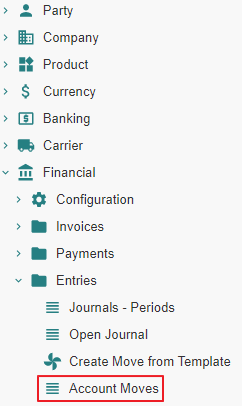 Party
Company
Product
Currency
Banking
Carrier
Financial
Configuration
Invoices
Payments
Entries
Journals - Periods
Open Journal
Create Move from Template
Account Moves